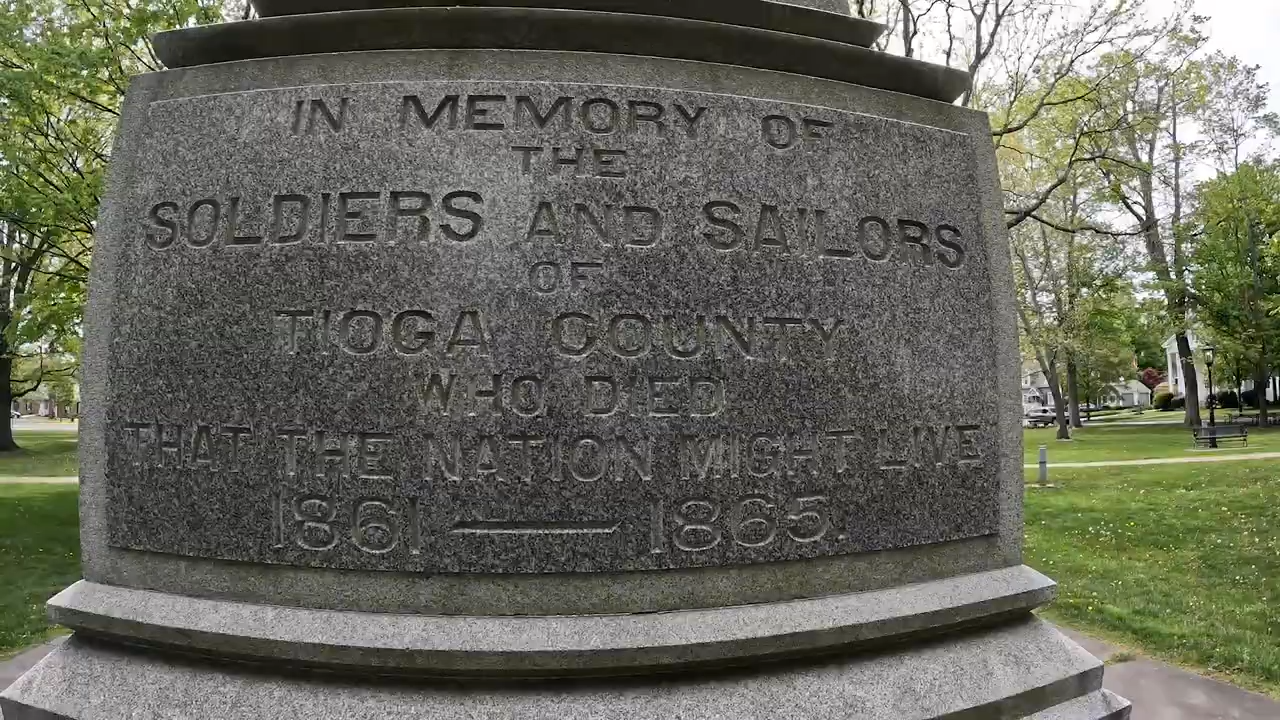 IN MEMORY OF
THE
SOLDIERS AND SAILORS
OF
TIOGA COUNTY
WHO DIED
THAT THE NATION MIGHT LIVE
1861 — 1865.